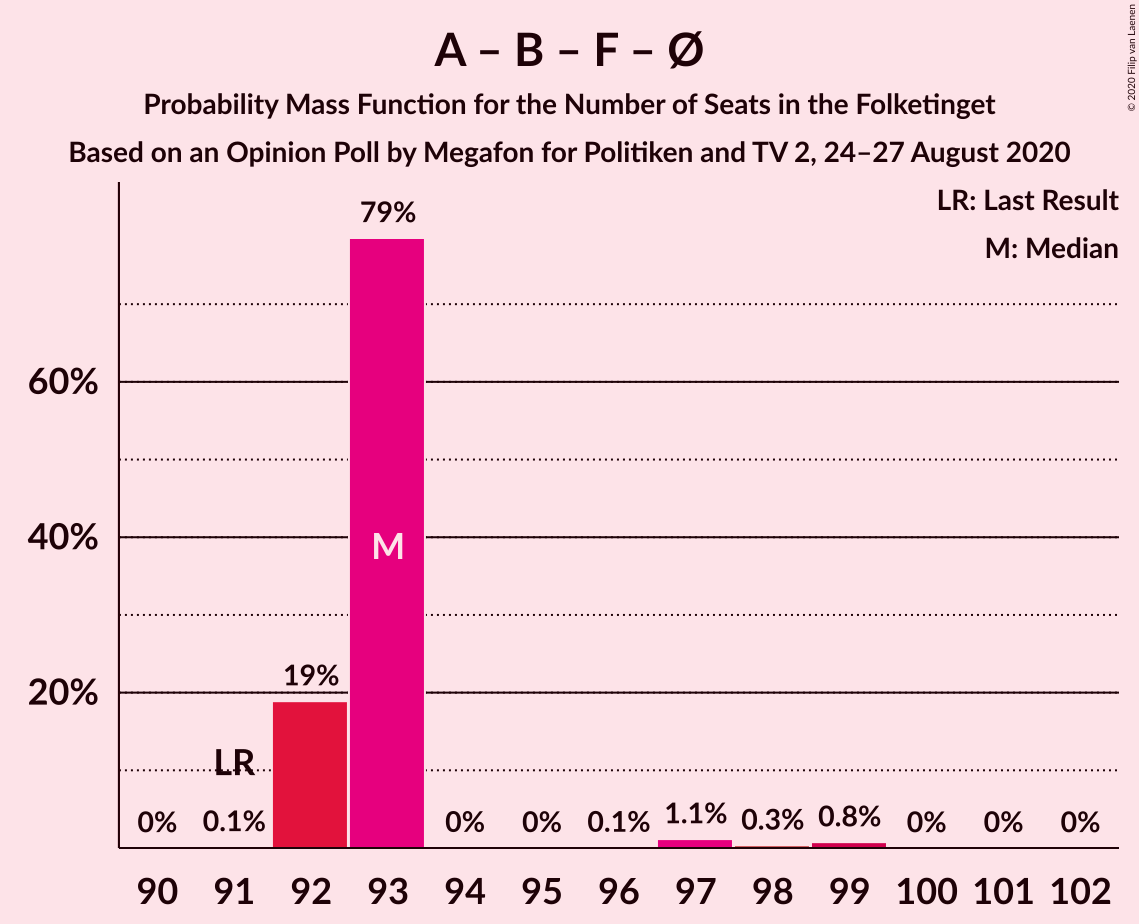 A – B – F – Ø
Probability Mass Function for the Number of Seats in the Folketinget
Based on an Opinion Poll by Megafon for Politiken and TV 2, 24–27 August 2020
© 2020 Filip van Laenen
LR: Last Result
M: Median
79%
60%
40%
M
19%
20%
LR
0% 0.1% 0% 0% 0.1% 1.1% 0.3% 0.8% 0% 0% 0%
90 91 92 93 94 95 96 97 98 99 100 101 102